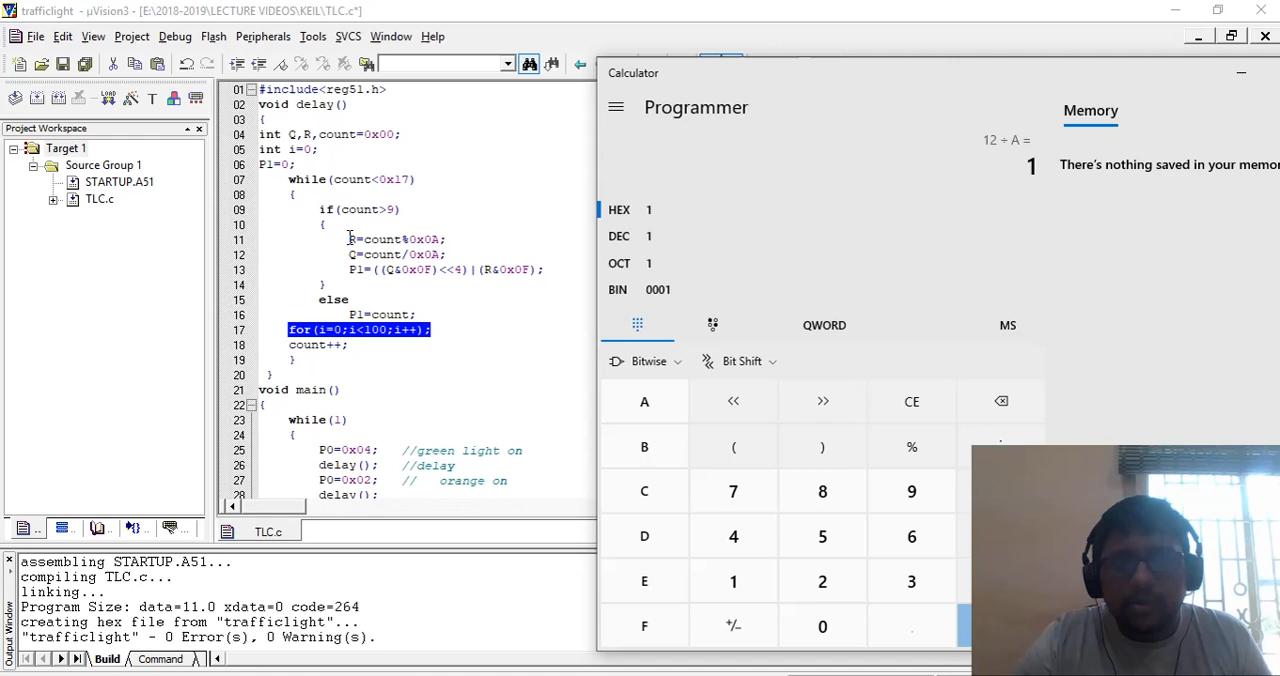 trafficlight - µVision3 - [E:\2018-2019\LECTURE VIDEOS\KEIL\TLC.c*]
File Edit View Project Debug Flash Peripherals Tools SVCS Window Help
Project Workspace
Target 1
Source Group 1
STARTUP.A51
TLC.c
01 #include<reg51.h>
02 void delay()
03 {
04 int Q,R,count=0x00;
05 int i=0;
06 P1=0;
07 while(count<0x17)
08 {
09 if(count>9)
10 {
11 R=count%0x0A;
12 Q=count/0x0A;
13 P1=((Q&0x0F)<<4)|(R&0x0F);
14 }
15 else
16 P1=count;
17 for(i=0;i<100;i++);
18 count++;
19 }
20 }
21 void main()
22 {
23 while(1)
24 {
25 P0=0x04; //green light on
26 delay(); //delay
27 P0=0x02; // orange on
28 delay();
TLC.c
Calculator
Programmer
Memory
12 ÷ A =
1
There's nothing saved in your memor
HEX 1
DEC 1
OCT 1
BIN 0001
QWORD MS
Bitwise Bit Shift
A << >> CE
B ( ) %
C 7 8 9
D 4 5 6
E 1 2 3
F +/- 0 .
Output Window
assembling STARTUP.A51...
compiling TLC.c...
linking...
Program Size: data=11.0 xdata=0 code=264
creating hex file from "trafficlight"...
"trafficlight" - 0 Error(s), 0 Warning(s).
Build Command